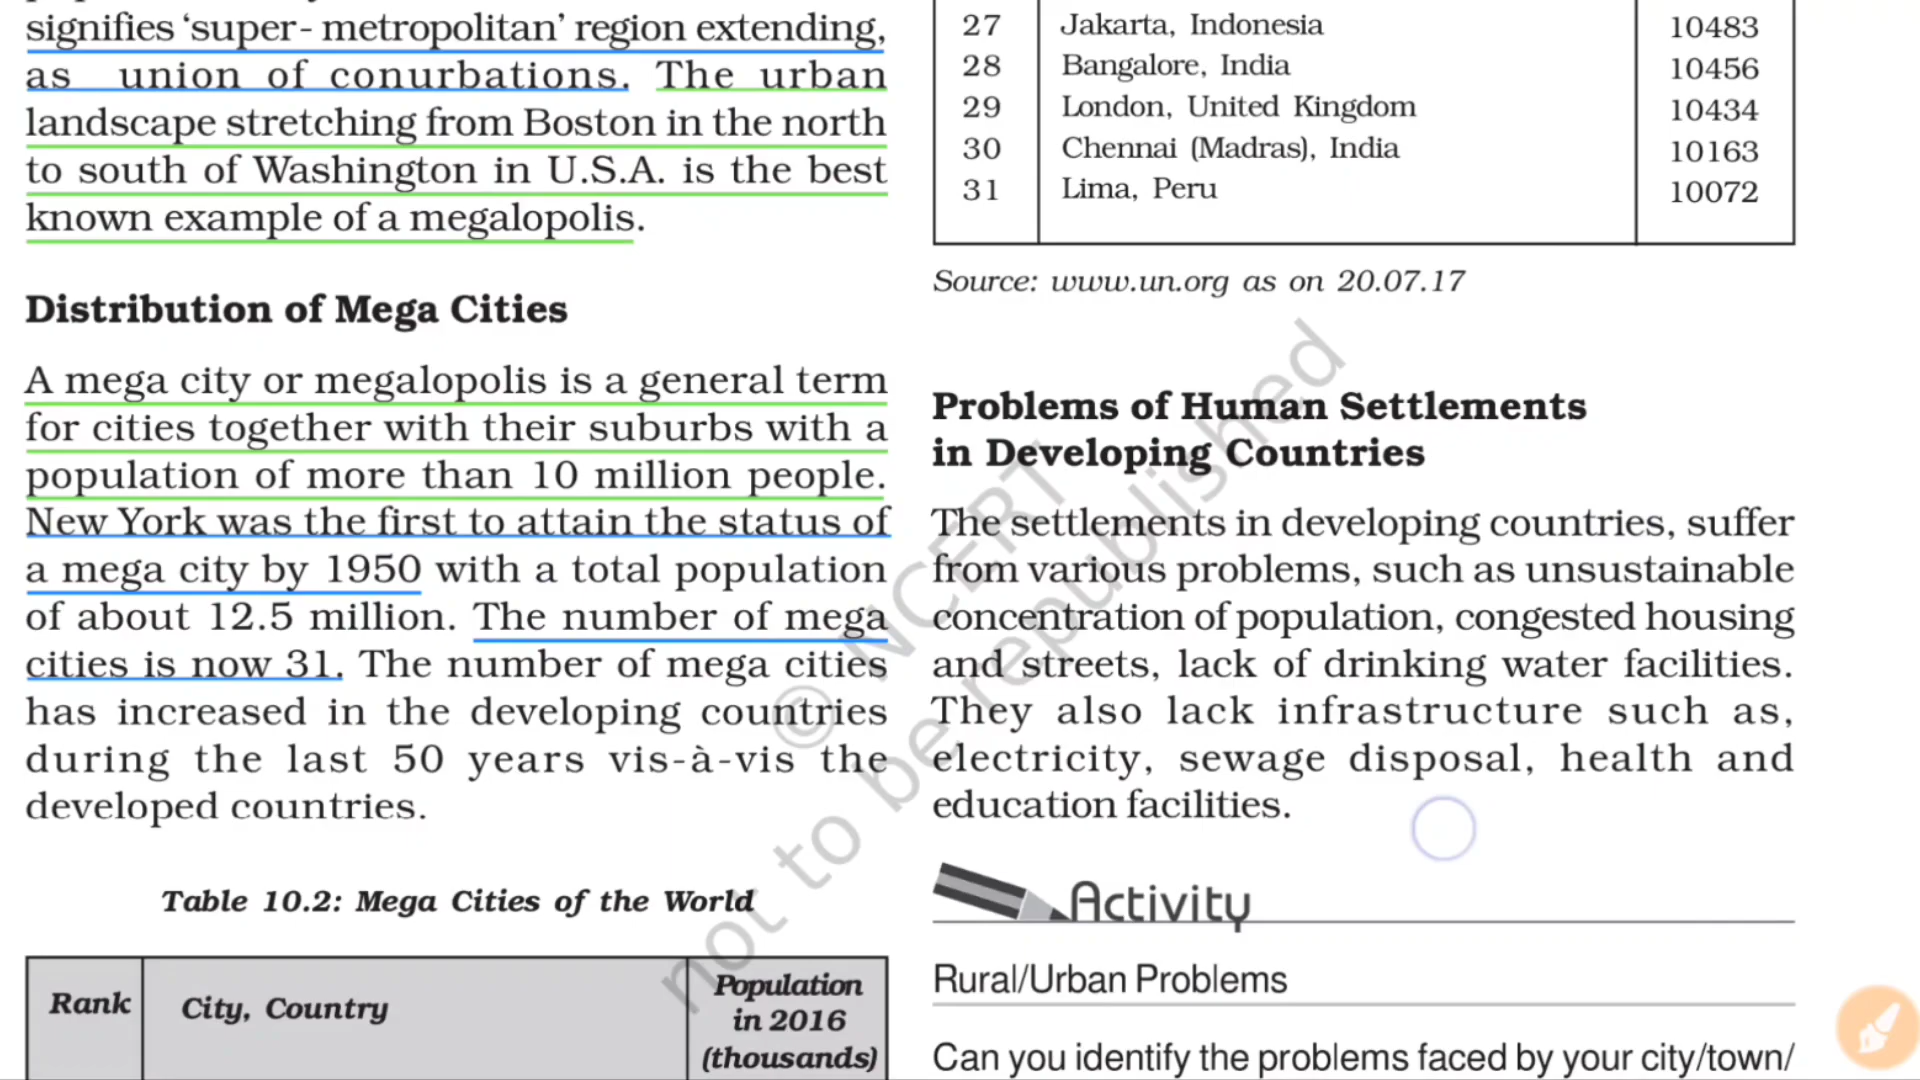 signifies ‘super- metropolitan’ region extending,
as union of conurbations. The urban
landscape stretching from Boston in the north
to south of Washington in U.S.A. is the best
known example of a megalopolis.
Distribution of Mega Cities
A mega city or megalopolis is a general term
for cities together with their suburbs with a
population of more than 10 million people.
New York was the first to attain the status of
a mega city by 1950 with a total population
of about 12.5 million. The number of mega
cities is now 31. The number of mega cities
has increased in the developing countries
during the last 50 years vis-à-vis the
developed countries.
Table 10.2: Mega Cities of the World
Rank City, Country Population
in 2016
(thousands)
27 Jakarta, Indonesia 10483
28 Bangalore, India 10456
29 London, United Kingdom 10434
30 Chennai (Madras), India 10163
31 Lima, Peru 10072
Source: www.un.org as on 20.07.17
Problems of Human Settlements
in Developing Countries
The settlements in developing countries, suffer
from various problems, such as unsustainable
concentration of population, congested housing
and streets, lack of drinking water facilities.
They also lack infrastructure such as,
electricity, sewage disposal, health and
education facilities.
Activity
Rural/Urban Problems
Can you identify the problems faced by your city/town/
© NCERT
not to be republished